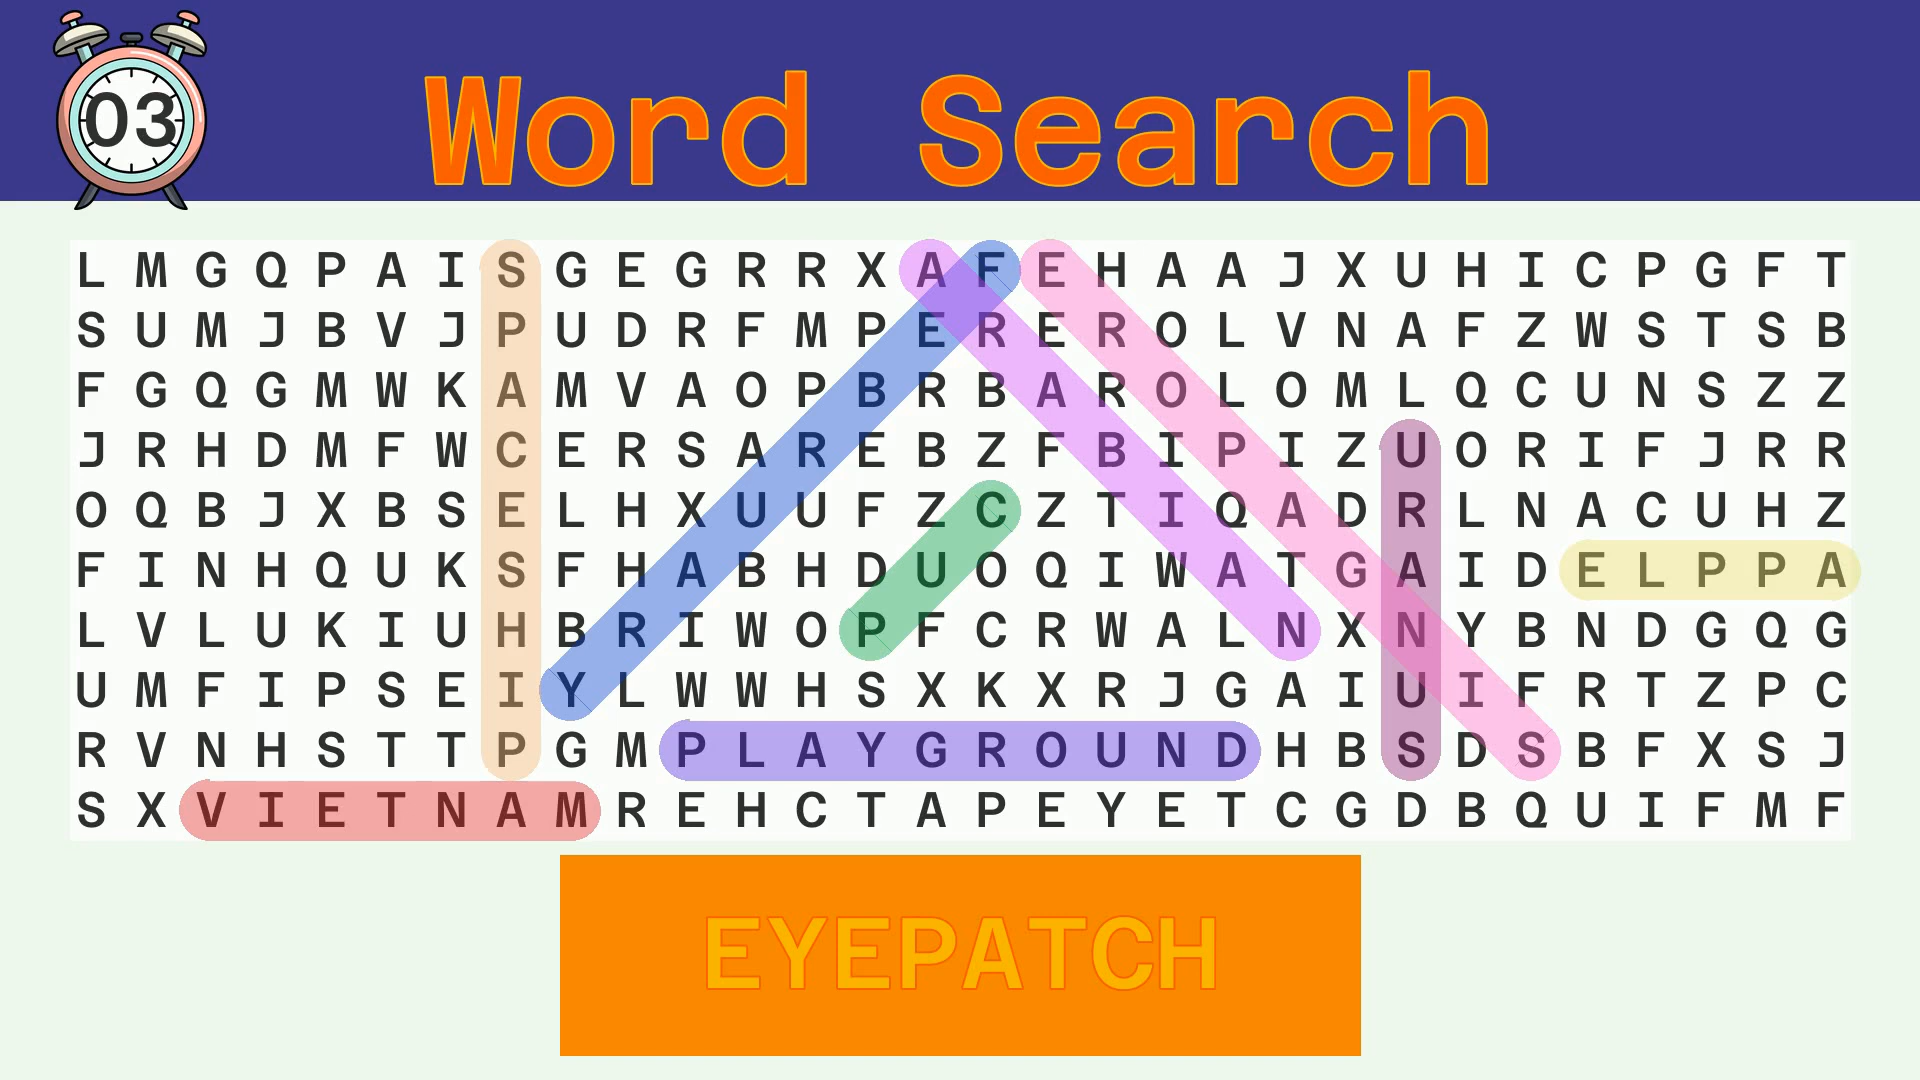 03
Word Search
L M G Q P A I S G E G R R X A F E H A A J X U H I C P G F T
S U M J B V J P U D R F M P E R E R O L V N A F Z W S T S B
F G Q G M W K A M V A O P B R B A R O L O M L Q C U N S Z Z
J R H D M F W C E R S A R E B Z F B I P I Z U O R I F J R R
O Q B J X B S E L H X U U F Z C Z T I Q A D R L N A C U H Z
F I N H Q U K S F H A B H D U O Q I W A T G A I D E L P P A
L V L U K I U H B R I W O P F C R W A L N X N Y B N D G Q G
U M F I P S E I Y L W W H S X K X R J G A I U I F R T Z P C
R V N H S T T P G M P L A Y G R O U N D H B S D S B F X S J
S X V I E T N A M R E H C T A P E Y E T C G D B Q U I F M F
EYEPATCH